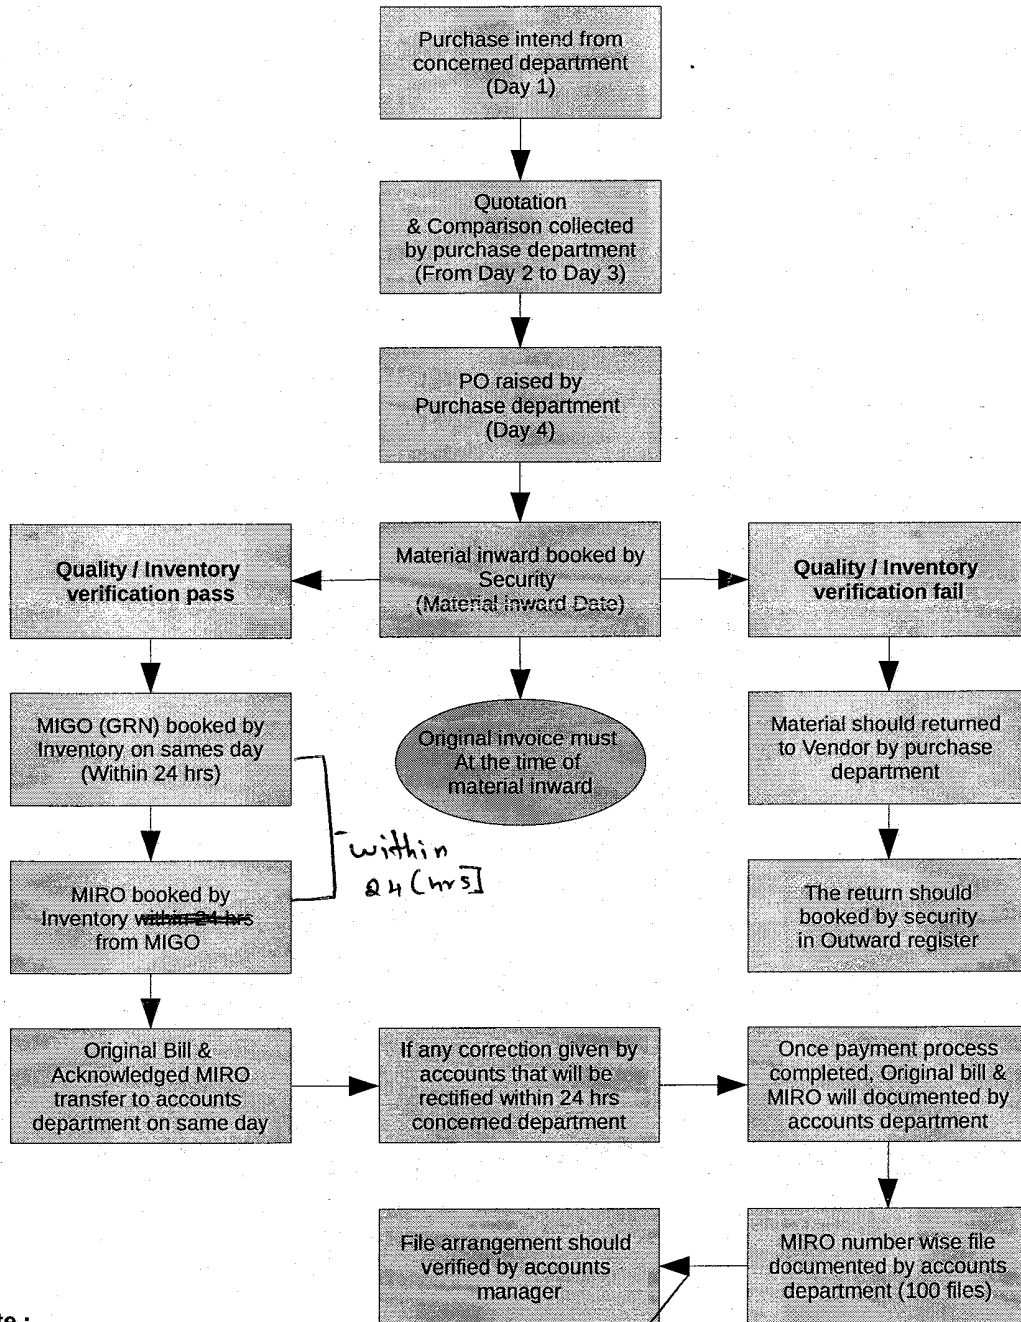 Purchase intend from
concerned department
(Day 1)
Quotation
& Comparison collected
by purchase department
(From Day 2 to Day 3)
PO raised by
Purchase department
(Day 4)
Quality / Inventory
verification pass
Material inward booked by
Security
(Material inward Date)
Quality / Inventory
verification fail
MIGO (GRN) booked by
Inventory on sames day
(Within 24 hrs)
Original invoice must
At the time of
material inward
Material should returned
to Vendor by purchase
department
within
24 (hrs]
MIRO booked by
Inventory within 24 hrs
from MIGO
The return should
booked by security
in Outward register
Original Bill &
Acknowledged MIRO
transfer to accounts
department on same day
If any correction given by
accounts that will be
rectified within 24 hrs
concerned department
Once payment process
completed, Original bill &
MIRO will documented by
accounts department
File arrangement should
verified by accounts
manager
MIRO number wise file
documented by accounts
department (100 files)